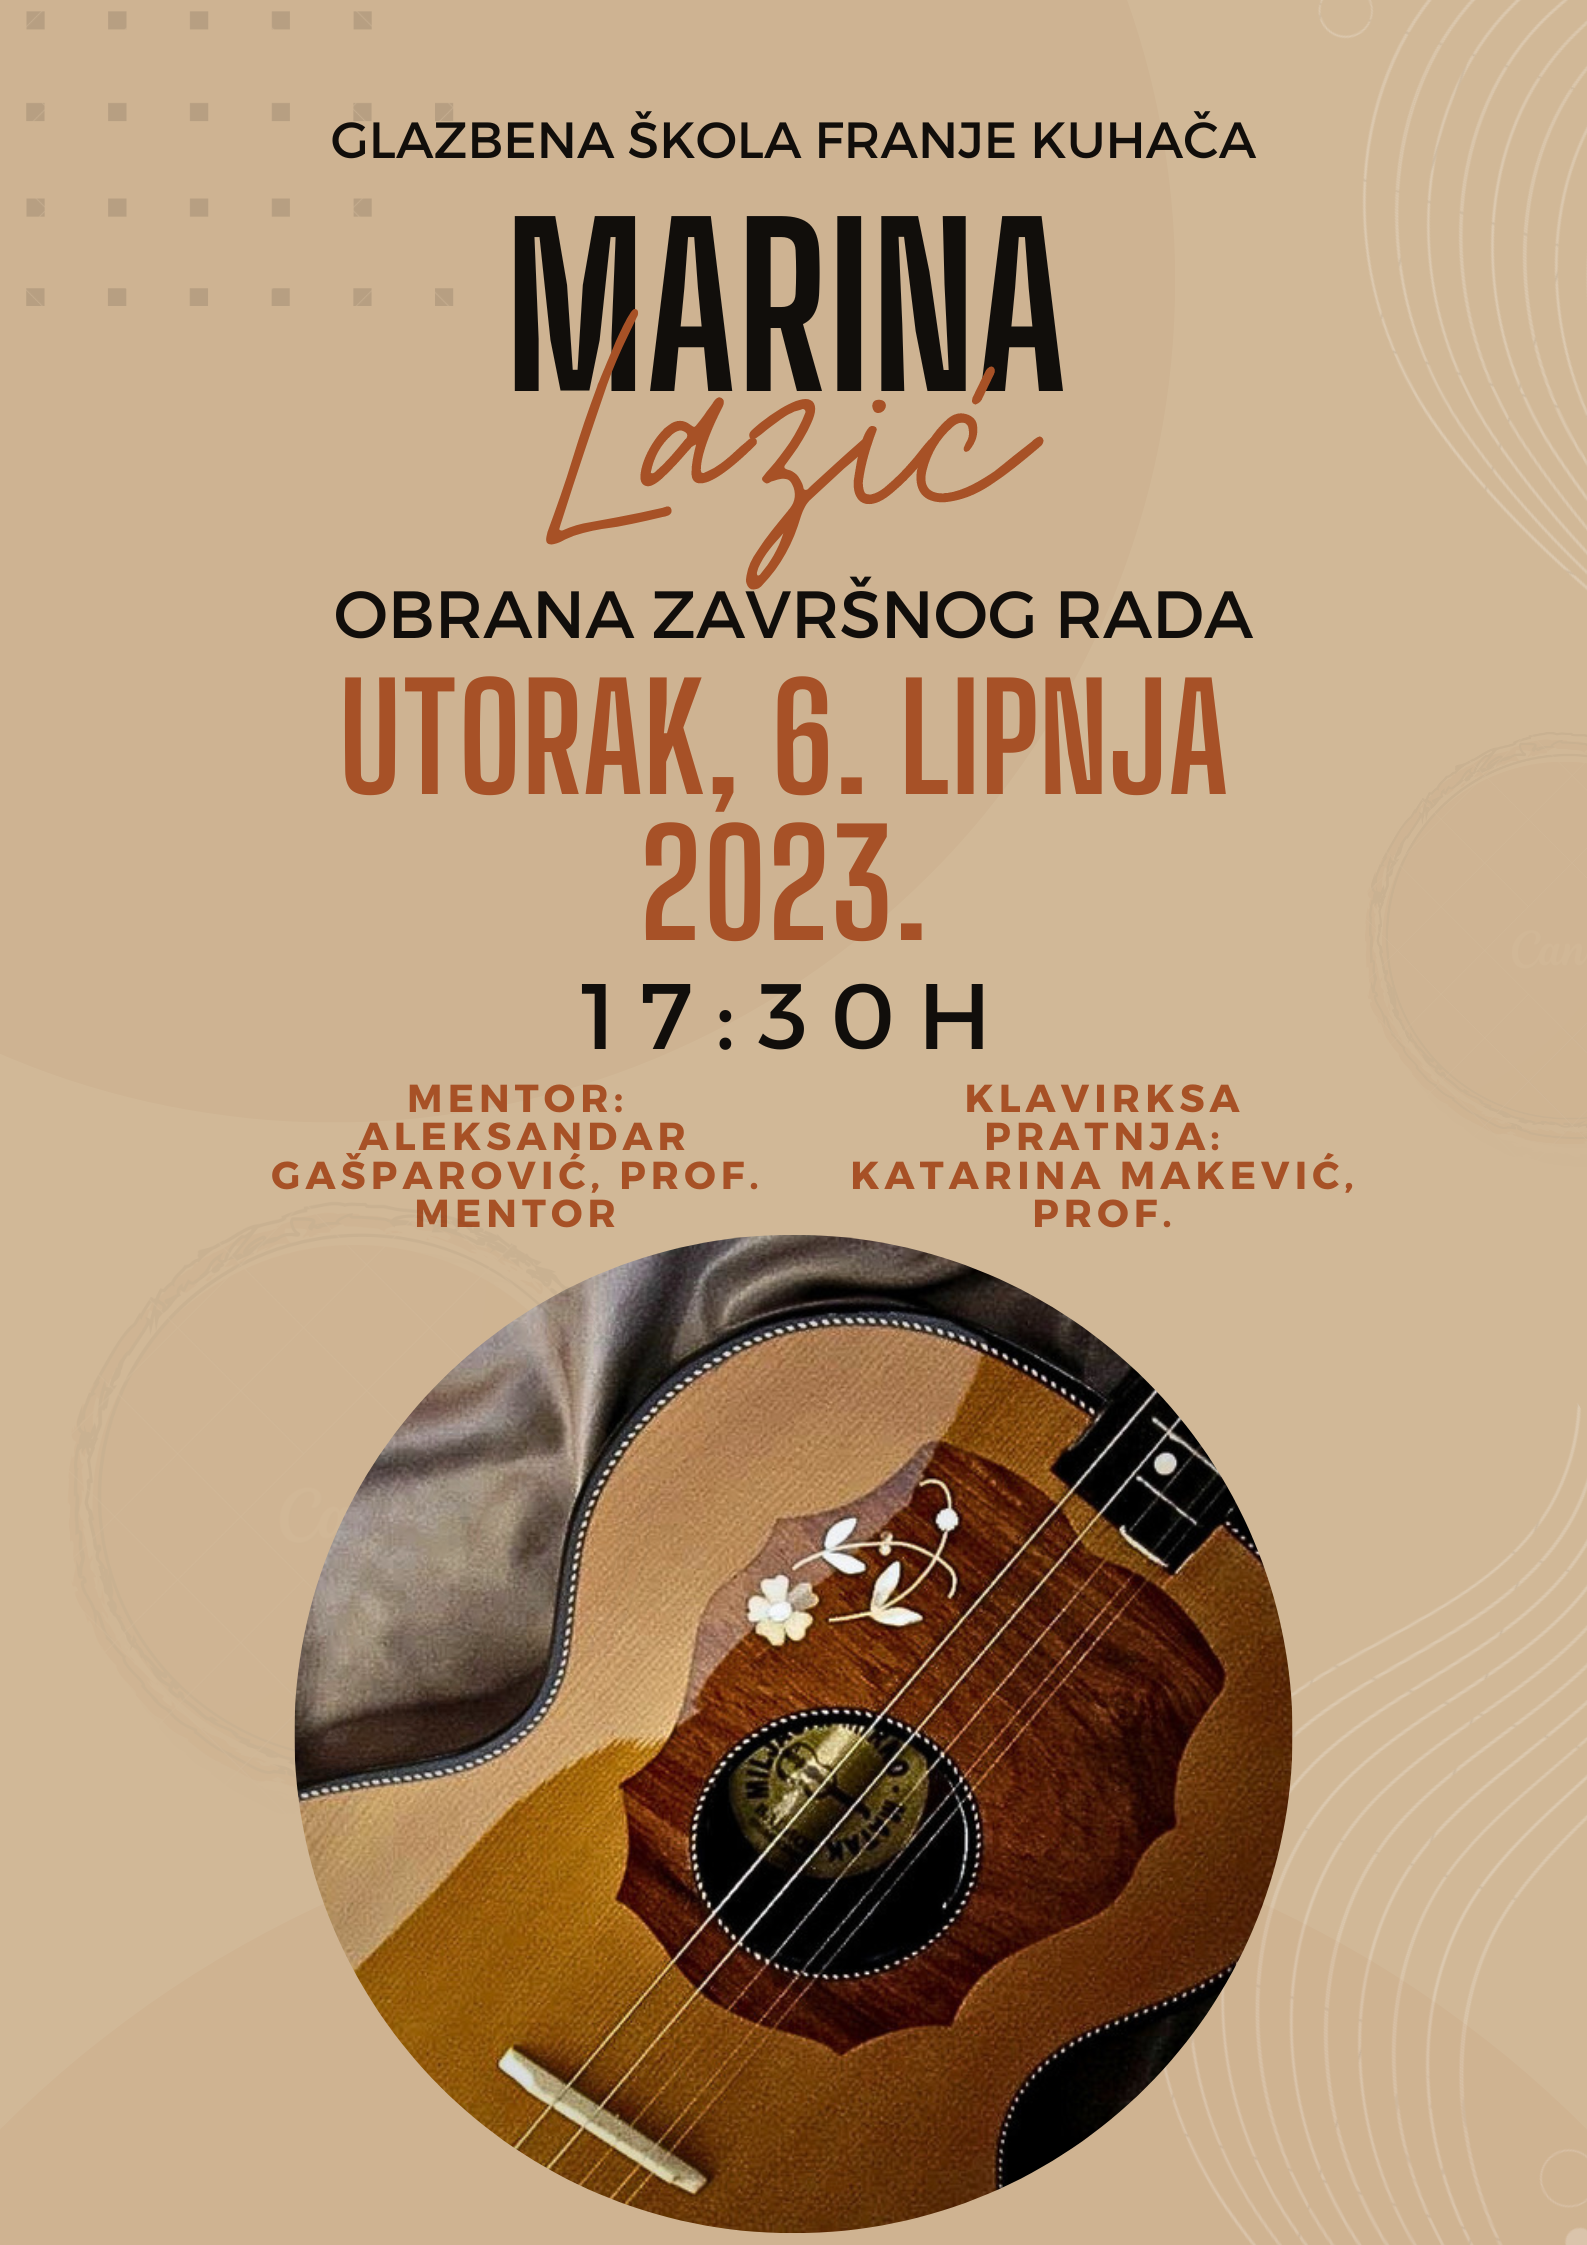 GLAZBENA ŠKOLA FRANJE KUHAČA
MARINA
Lazić
OBRANA ZAVRŠNOG RADA
UTORAK, 6. LIPNJA
2023.
17:30H
MENTOR:
ALEKSANDAR
GAŠPAROVIĆ, PROF.
MENTOR
KLAVIRKSA
PRATNJA:
KATARINA MAKEVIĆ,
PROF.